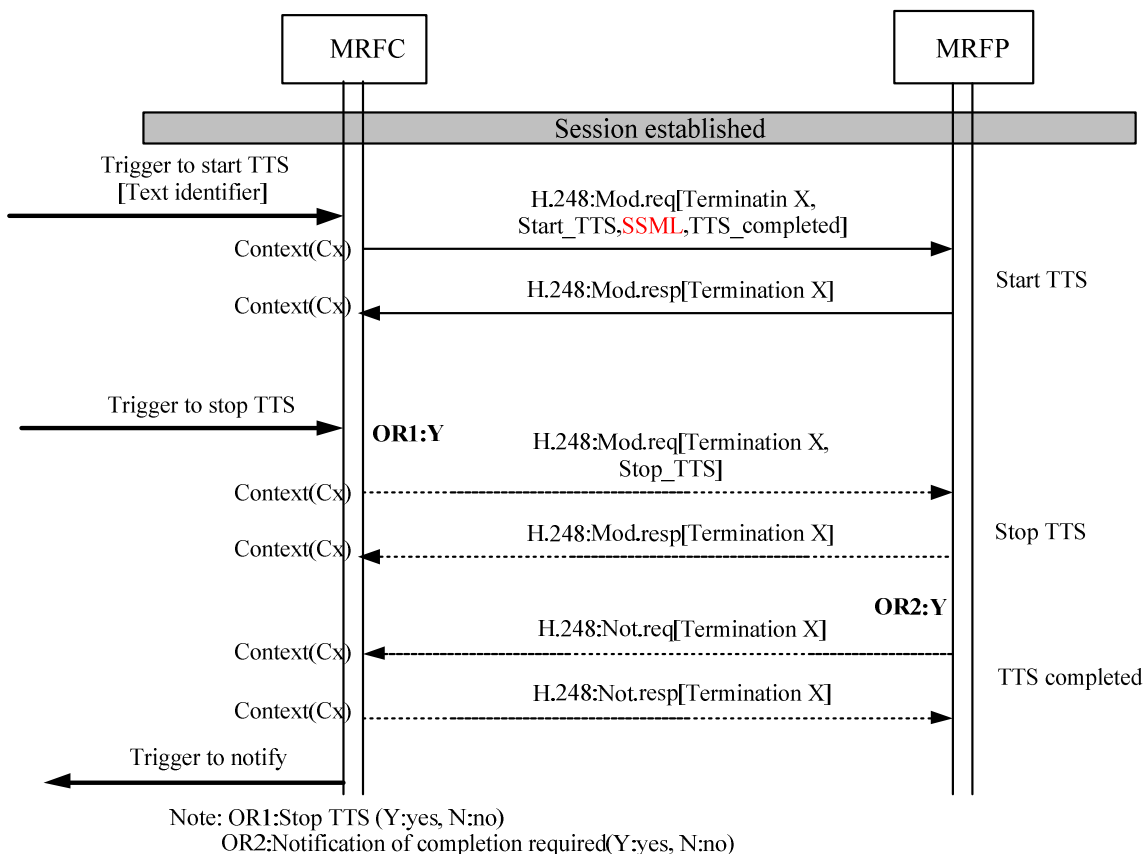 MRFC
MRFP
Session established
Trigger to start TTS
[Text identifier]
H.248:Mod.req[Terminatin X,
Start_TTS,SSML,TTS_completed]
Context(Cx)
Start TTS
H.248:Mod.resp[Termination X]
Context(Cx)
Trigger to stop TTS
OR1:Y
H.248:Mod.req[Termination X,
Stop_TTS]
Context(Cx)
H.248:Mod.resp[Termination X]
Stop TTS
Context(Cx)
OR2:Y
H.248:Not.req[Termination X]
Context(Cx)
TTS completed
H.248:Not.resp[Termination X]
Context(Cx)
Trigger to notify
Note: OR1:Stop TTS (Y:yes, N:no)
OR2:Notification of completion required(Y:yes, N:no)